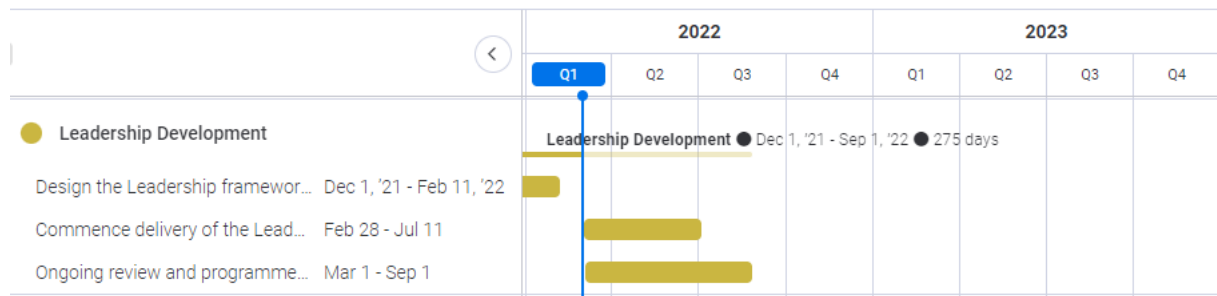 2022 2023
Q1 Q2 Q3 Q4 Q1 Q2 Q3 Q4
Leadership Development
Leadership Development ● Dec 1, '21 - Sep 1, '22 ● 275 days
Design the Leadership framewor... Dec 1, '21 - Feb 11, '22
Commence delivery of the Lead... Feb 28 - Jul 11
Ongoing review and programme... Mar 1 - Sep 1